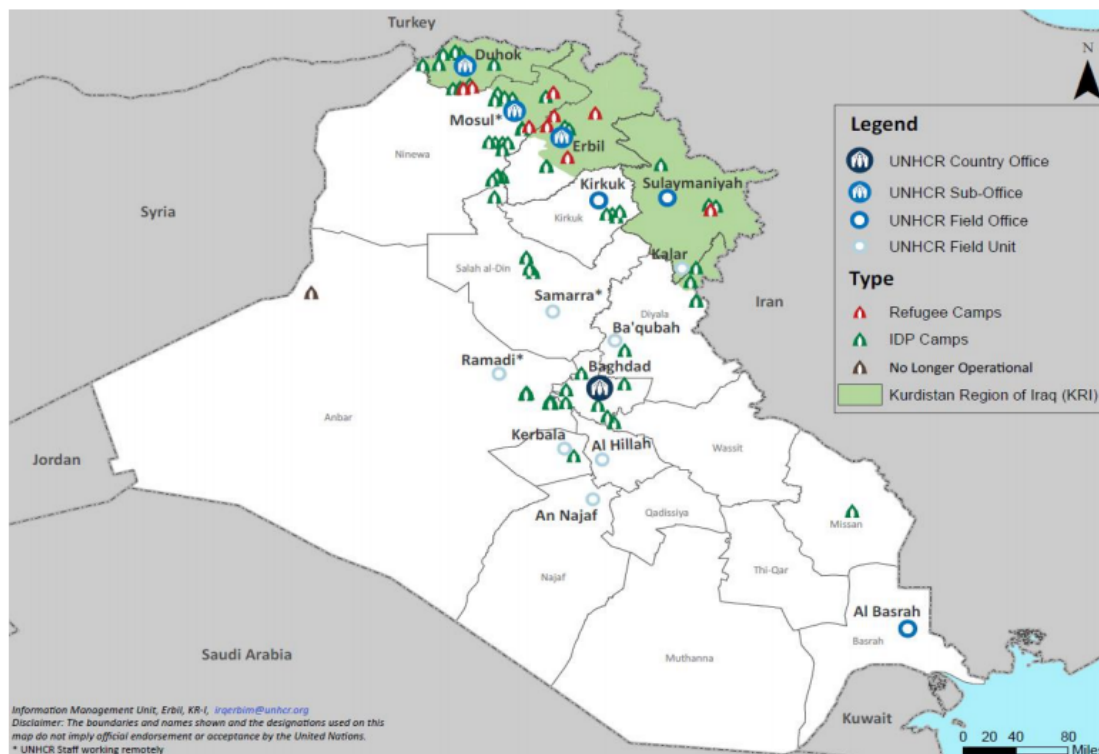 Turkey
N
Duhok
Mosul*
Erbil
Ninewa
Syria
Kirkuk
Sulaymaniyah
Kirkuk
Kalar
Salah al-Din
Samarra*
Diyala
Iran
Ba'qubah
Ramadi*
Baghdad
Anbar
Kerbala
Al Hillah
Wassit
Jordan
An Najaf
Qadissiya
Missan
Thi-Qar
Najaf
Al Basrah
Basrah
Saudi Arabia
Muthanna
Kuwait
Legend
UNHCR Country Office
UNHCR Sub-Office
UNHCR Field Office
UNHCR Field Unit
Type
Refugee Camps
IDP Camps
No Longer Operational
Kurdistan Region of Iraq (KRI)
Information Management Unit, Erbil, KR-I, irqerbim@unhcr.org
Disclaimer: The boundaries and names shown and the designations used on this
map do not imply official endorsement or acceptance by the United Nations.
* UNHCR Staff working remotely
0 20 40 80
Miles